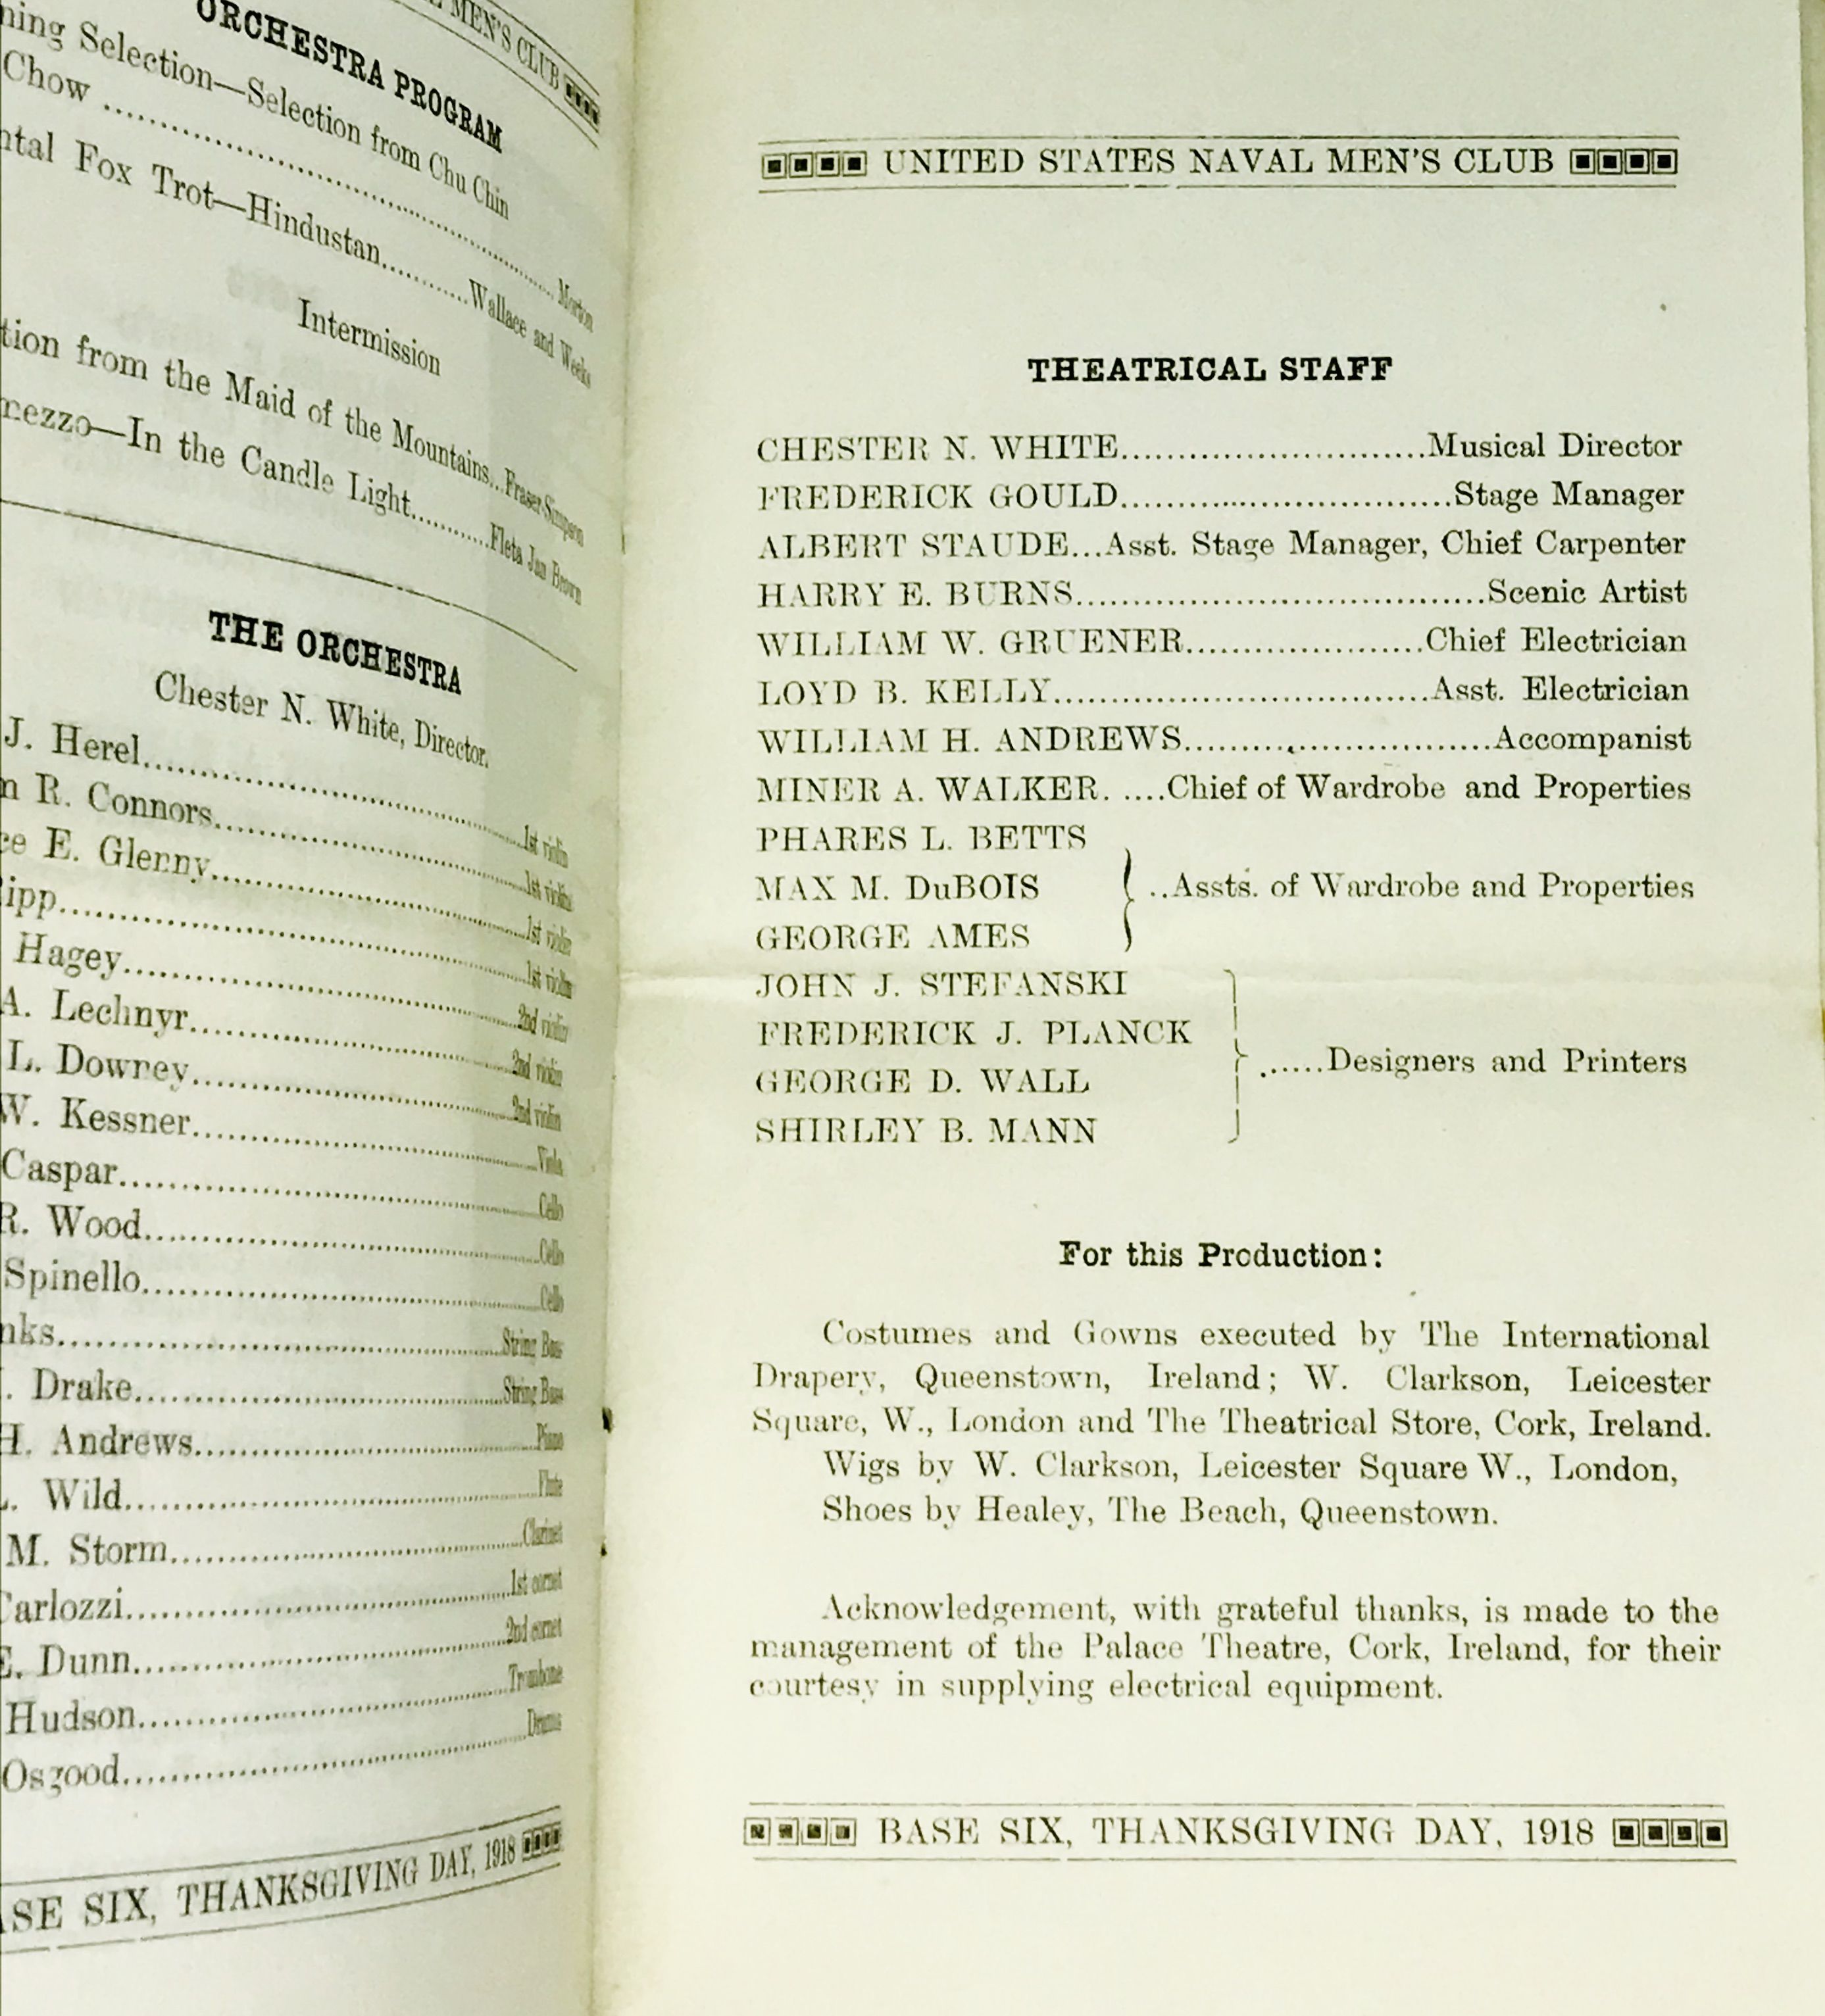 MEN'S CLUB
ORCHESTRA PROGRAM
Selection—Selection from Chu Chin
Chow ........ Morton
Fox Trot—Hindustan........Wallace and Weeks
Intermission
from the Maid of the Mountains...Fraser-Simpson
In the Candle Light........Fleta Jan Brown
THE ORCHESTRA
Chester N. White, Director.
J. Herel........1st violin
R. Connors........1st violin
E. Glenny........1st violin
........1st violin
Hagey........2nd violin
A. Lechnyr........2nd violin
L. Dowrey........2nd violin
W. Kessner........Viola
Caspar........Cello
R. Wood........Cello
Spinello........Cello
........String Bass
Drake........String Bass
H. Andrews........Piano
Wild........Flute
M. Storm........Clarinet
Carlozzi........1st cornet
E. Dunn........2nd cornet
Hudson........Trombone
Osgood........Drums
SIX, THANKSGIVING DAY, 1918
UNITED STATES NAVAL MEN'S CLUB
THEATRICAL STAFF
CHESTER N. WHITE........Musical Director
FREDERICK GOULD........Stage Manager
ALBERT STAUDE...Asst. Stage Manager, Chief Carpenter
HARRY E. BURNS........Scenic Artist
WILLIAM W. GRUENER........Chief Electrician
LOYD B. KELLY........Asst. Electrician
WILLIAM H. ANDREWS........Accompanist
MINER A. WALKER. ....Chief of Wardrobe and Properties
PHARES L. BETTS
MAX M. DuBOIS ..Assts. of Wardrobe and Properties
GEORGE AMES
JOHN J. STEFANSKI
FREDERICK J. PLANCK
......Designers and Printers
GEORGE D. WALL
SHIRLEY B. MANN
For this Production:
Costumes and Gowns executed by The International
Drapery, Queenstown, Ireland; W. Clarkson, Leicester
Square, W., London and The Theatrical Store, Cork, Ireland.
Wigs by W. Clarkson, Leicester Square W., London,
Shoes by Healey, The Beach, Queenstown.
Acknowledgement, with grateful thanks, is made to the
management of the Palace Theatre, Cork, Ireland, for their
courtesy in supplying electrical equipment.
BASE SIX, THANKSGIVING DAY, 1918